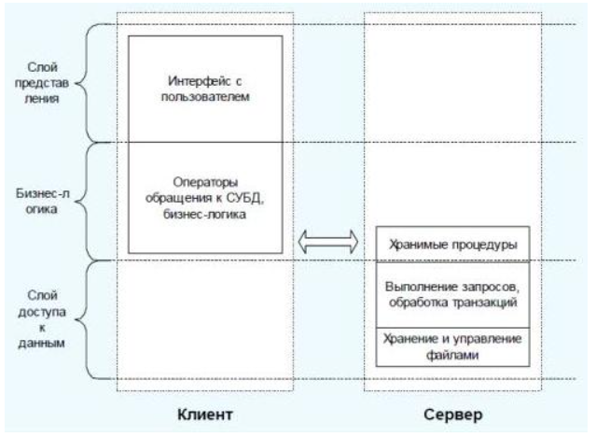 Слой
представ
ления
Интерфейс с
пользователем
Бизнес-л
огика
Операторы
обращения к СУБД,
бизнес-логика
Хранимые процедуры
Слой
доступа
к
данным
Выполнение запросов,
обработка транзакций
Хранение и управление
файлами
Клиент
Сервер